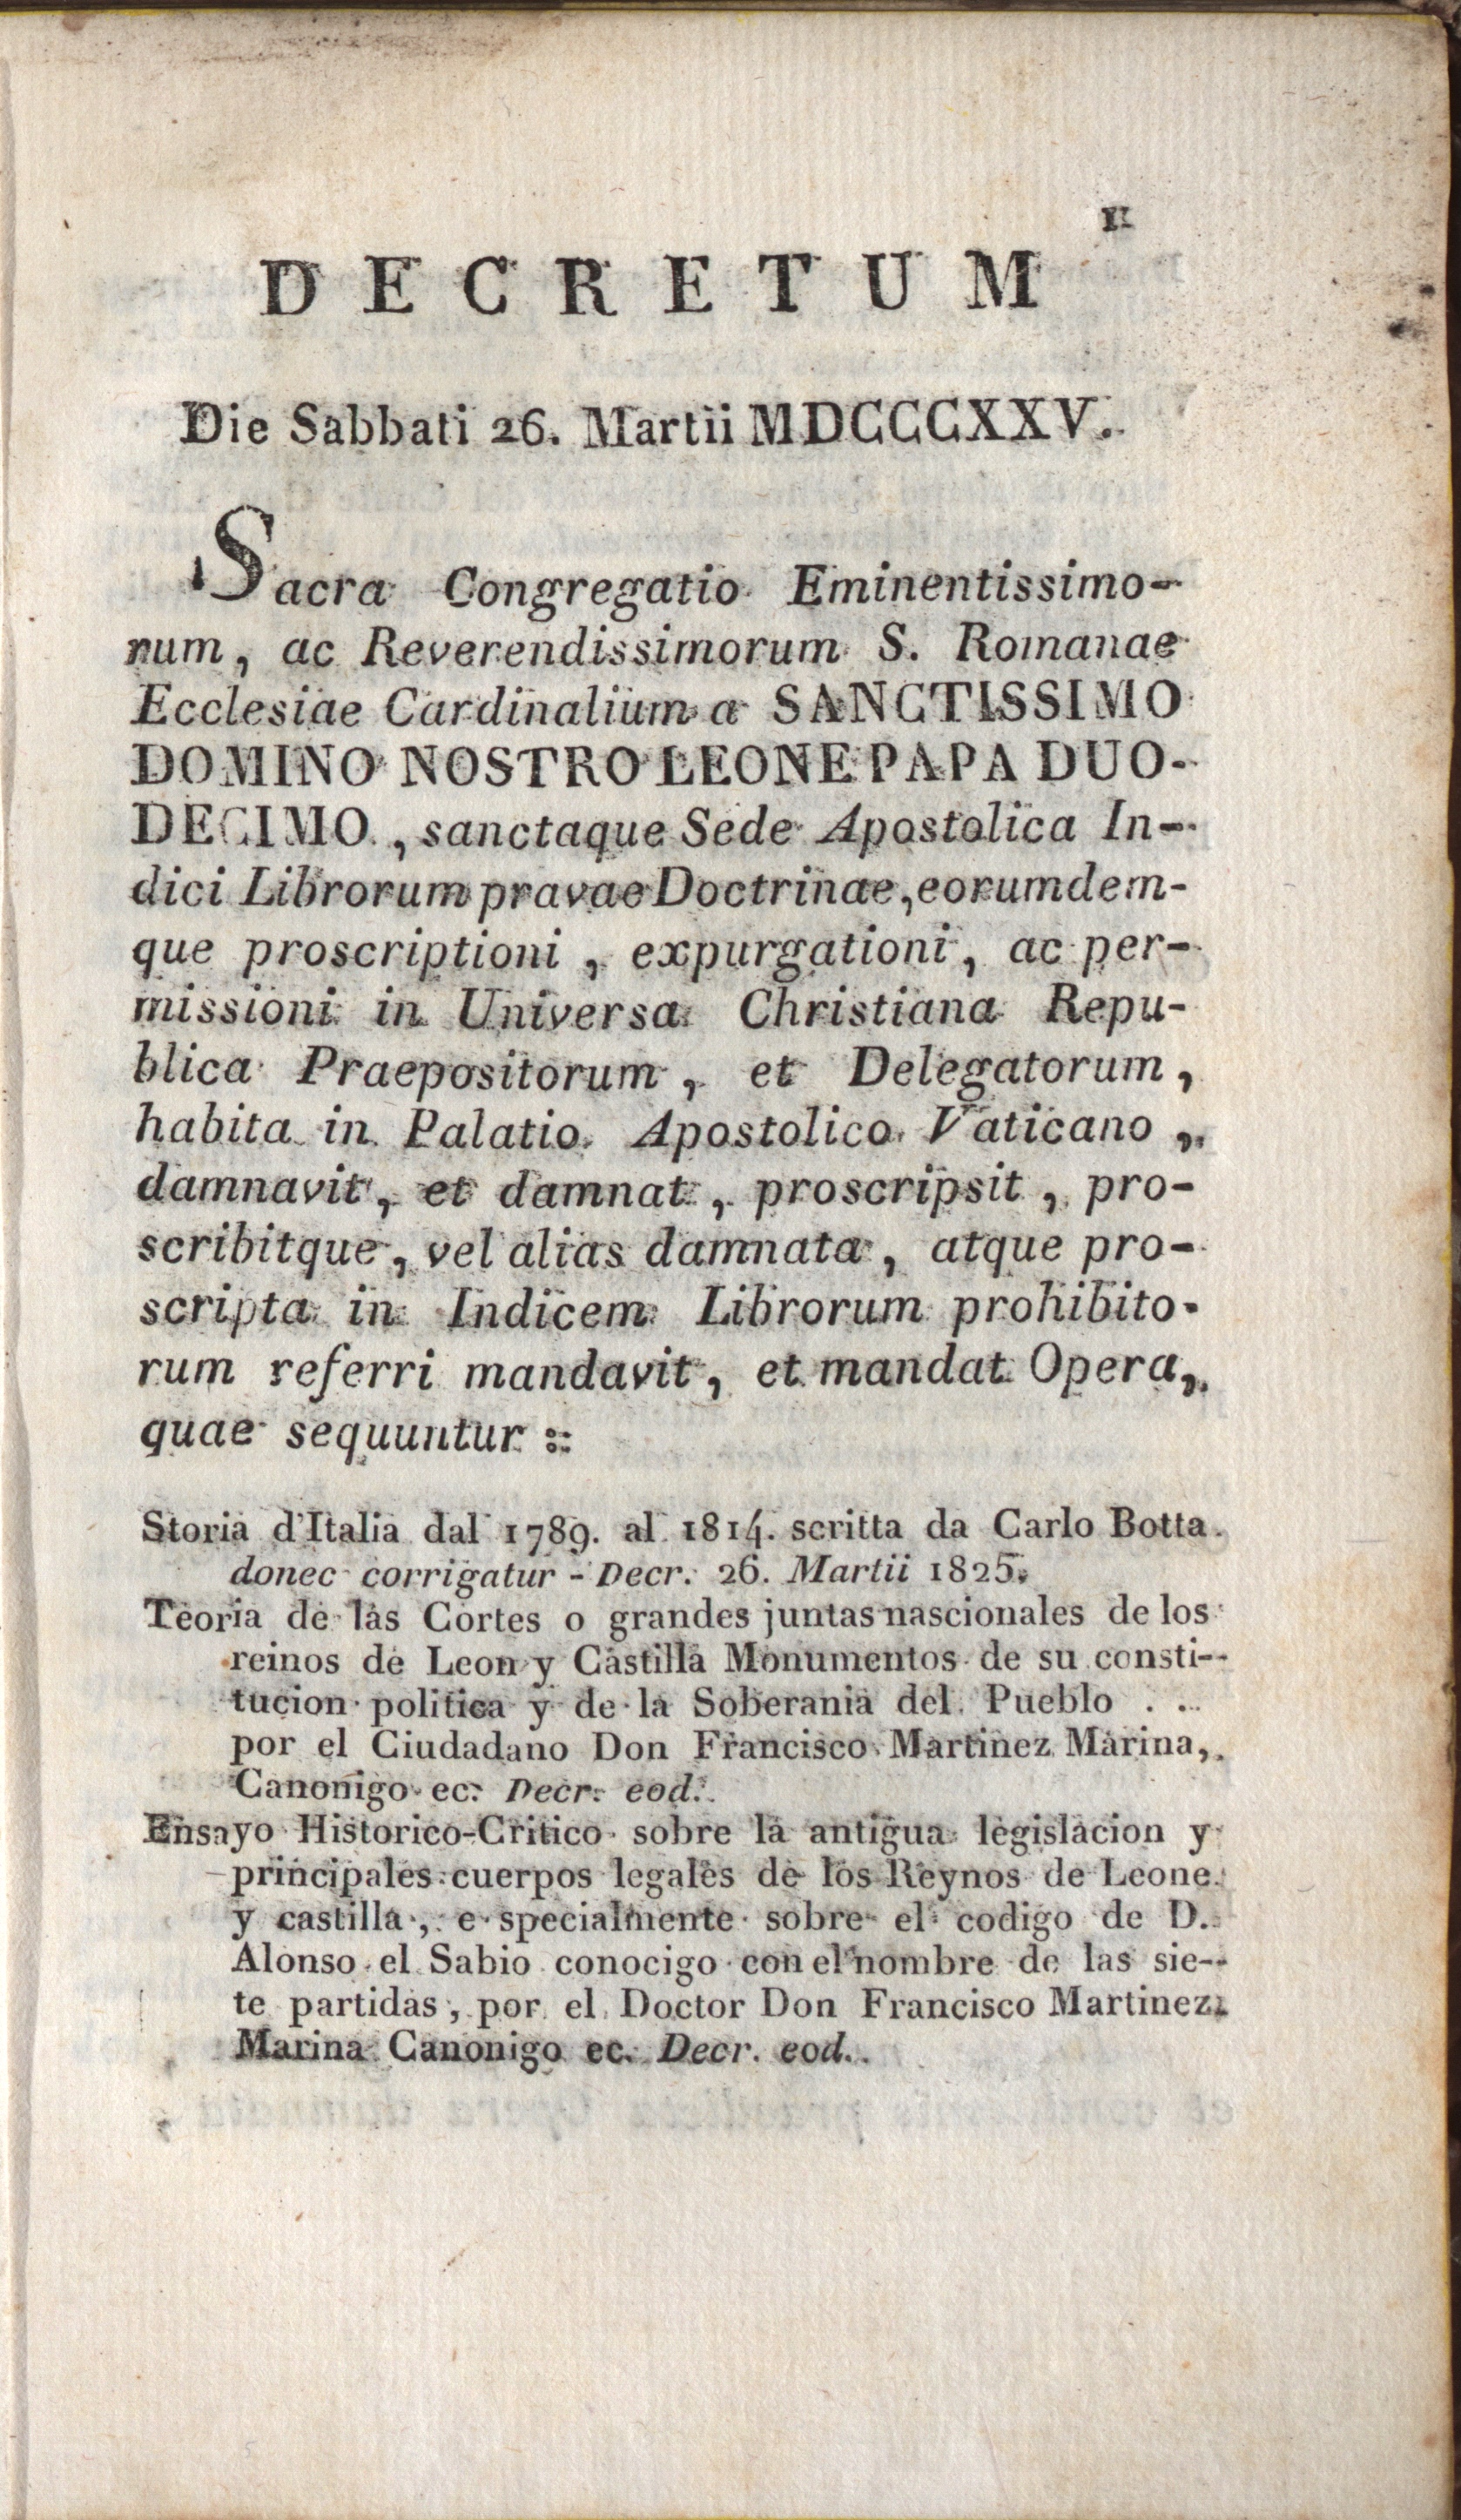 11
DECRETUM
Die Sabbati 26. Martii MDCCCXXV.
Sacra Congregatio Eminentissimo-
rum, ac Reverendissimorum S. Romanae
Ecclesiae Cardinalium a SANCTISSIMO
DOMINO NOSTRO LEONE PAPA DUO-
DECIMO, sanctaque Sede Apostolica In-
dici Librorum pravae Doctrinae, eorumdem-
que proscriptioni, expurgationi, ac per-
missioni in Universa Christiana Repu-
blica Praepositorum, et Delegatorum,
habita in Palatio Apostolico Vaticano,
damnavit, et damnat, proscripsit, pro-
scribitque, vel alias damnata, atque pro-
scripta in Indicem Librorum prohibito-
rum referri mandavit, et mandat Opera,
quae sequuntur:
Storia d'Italia dal 1789. al 1814. scritta da Carlo Botta.
donec corrigatur - Decr. 26. Martii 1825.
Teoria de las Cortes o grandes juntas nascionales de los
reinos de Leon y Castilla Monumentos de su consti-
tucion politica y de la Soberania del Pueblo . .
por el Ciudadano Don Francisco Martinez Marina,
Canonigo ec. Decr. eod.
Ensayo Historico-Critico sobre la antigua legislacion y
principales cuerpos legales de los Reynos de Leone
y castilla, e specialmente sobre el codigo de D.
Alonso el Sabio conocigo con el nombre de las sie-
te partidas, por el Doctor Don Francisco Martinez
Marina Canonigo ec. Decr. eod.